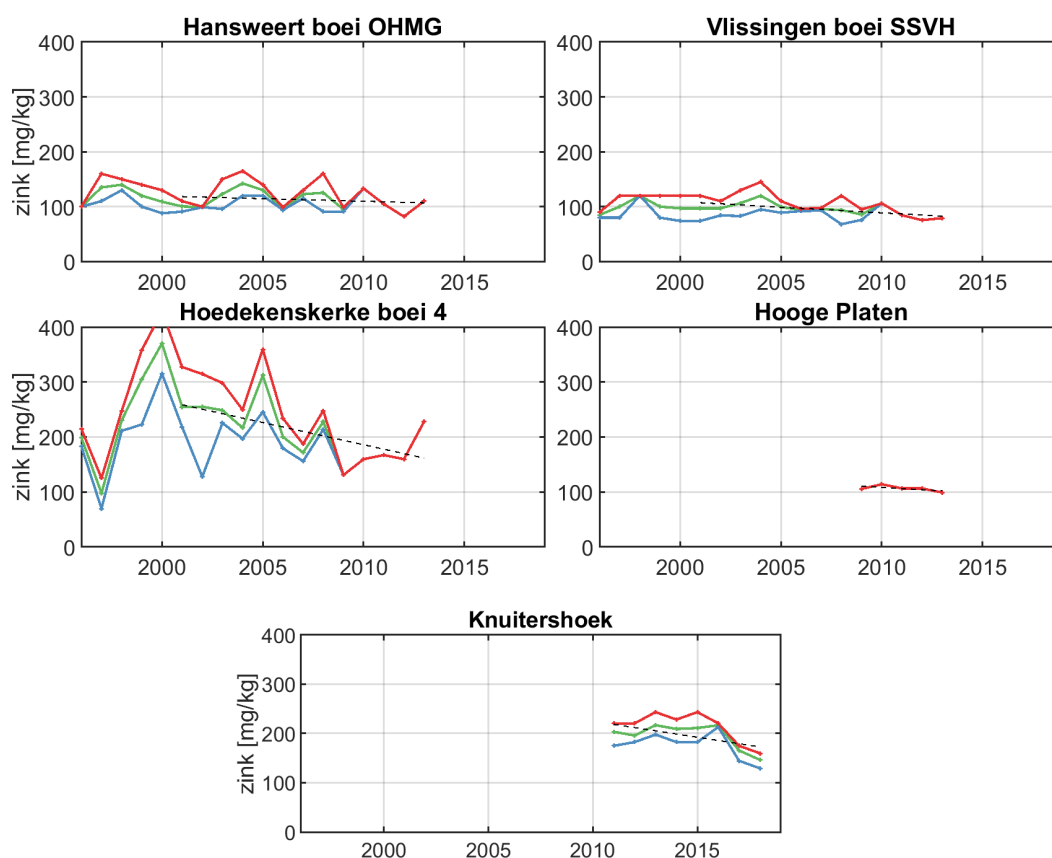 Hansweert boei OHMG
zink [mg/kg]
400
300
200
100
0
2000 2005 2010 2015
Vlissingen boei SSVH
400
300
200
100
0
2000 2005 2010 2015
Hoedekenskerke boei 4
zink [mg/kg]
400
300
200
100
0
2000 2005 2010 2015
Hooge Platen
400
300
200
100
0
2000 2005 2010 2015
Knuitershoek
zink [mg/kg]
400
300
200
100
0
2000 2005 2010 2015